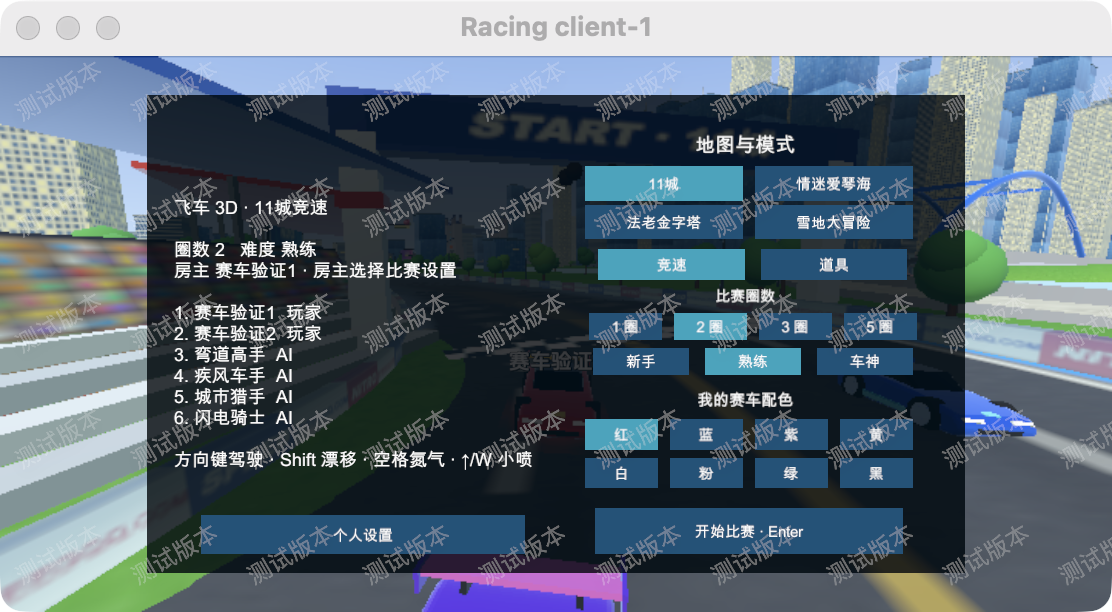 Racing client-1
START · 11
地图与模式
11城
情迷爱琴海
飞车 3D · 11城竞速
法老金字塔
雪地大冒险
圈数 2 难度 熟练
竞速
道具
房主 赛车验证1 · 房主选择比赛设置
比赛圈数
1. 赛车验证1 玩家
1 圈
2 圈
3 圈
5 圈
2. 赛车验证2 玩家
3. 弯道高手 AI
赛车验证
新手
熟练
车神
4. 疾风车手 AI
5. 城市猎手 AI
我的赛车配色
6. 闪电骑士 AI
红
蓝
紫
黄
方向键驾驶 · Shift 漂移 · 空格氮气 · ↑/W 小喷
白
粉
绿
黑
个人设置
开始比赛 · Enter
测试版本